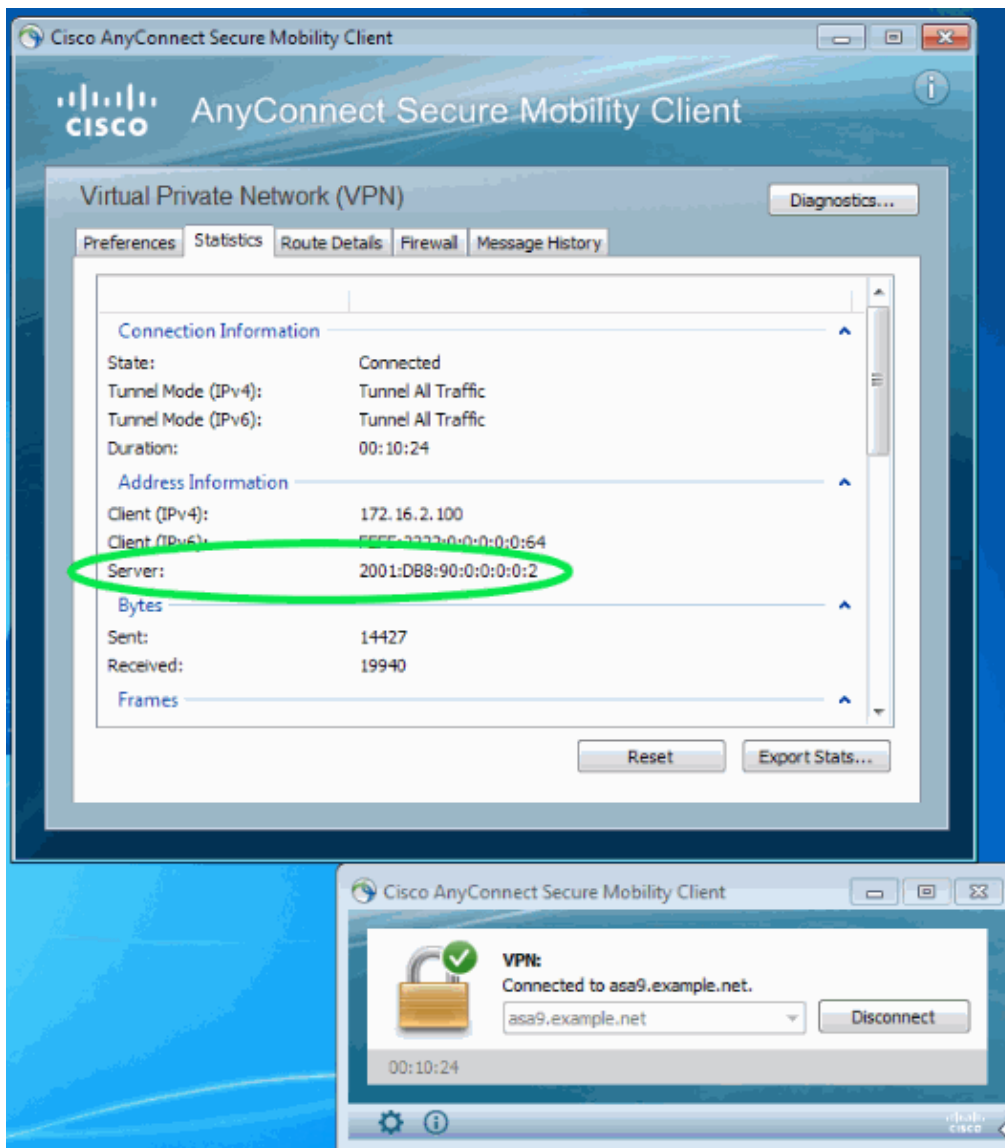 Cisco AnyConnect Secure Mobility Client
CISCO AnyConnect Secure Mobility Client
Virtual Private Network (VPN)
Diagnostics...
Preferences Statistics Route Details Firewall Message History
Connection Information
State: Connected
Tunnel Mode (IPv4): Tunnel All Traffic
Tunnel Mode (IPv6): Tunnel All Traffic
Duration: 00:10:24
Address Information
Client (IPv4): 172.16.2.100
Client (IPv6):
Server: 2001:DB8:90:0:0:0:0:2
Bytes
Sent: 14427
Received: 19940
Frames
Reset Export Stats...
Cisco AnyConnect Secure Mobility Client
VPN:
Connected to asa9.example.net.
asa9.example.net Disconnect
00:10:24
CISCO